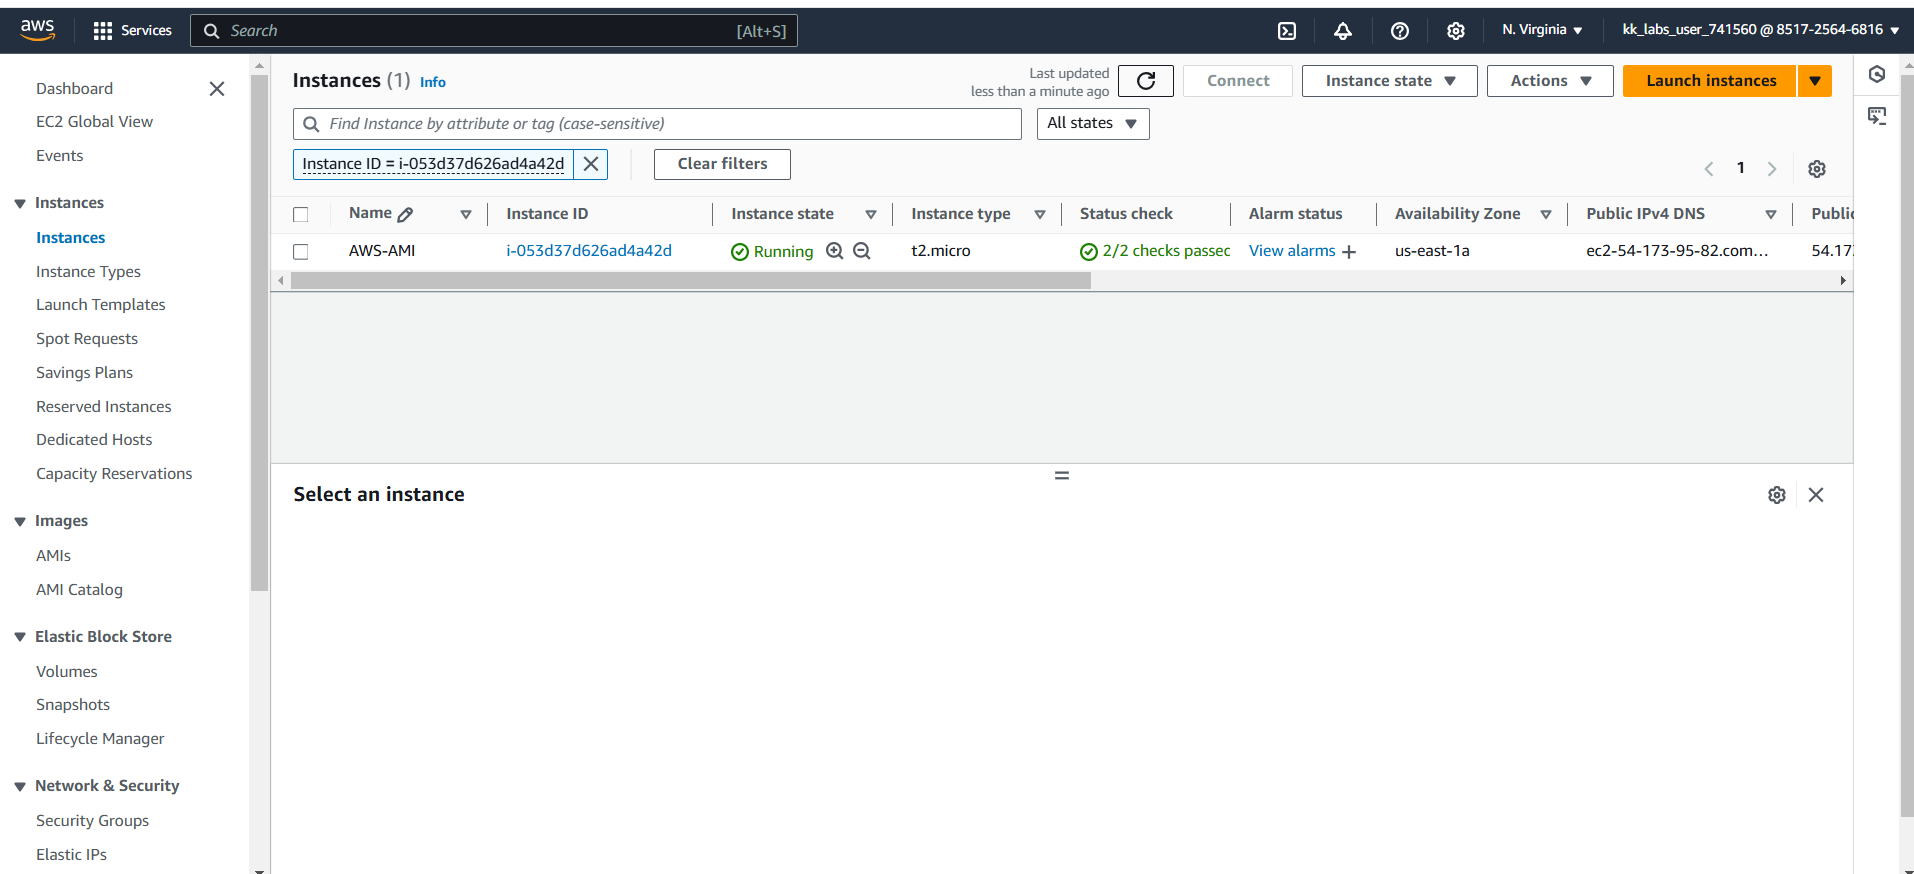 aws
Services
Search [Alt+S]
N. Virginia
kk_labs_user_741560 @ 8517-2564-6816
Dashboard
EC2 Global View
Events
Instances
Instances
Instance Types
Launch Templates
Spot Requests
Savings Plans
Reserved Instances
Dedicated Hosts
Capacity Reservations
Images
AMIs
AMI Catalog
Elastic Block Store
Volumes
Snapshots
Lifecycle Manager
Network & Security
Security Groups
Elastic IPs
Instances (1) Info
Last updated
less than a minute ago
Connect
Instance state
Actions
Launch instances
Find Instance by attribute or tag (case-sensitive)
All states
Instance ID = i-053d37d626ad4a42d
Clear filters
1
Name Instance ID Instance state Instance type Status check Alarm status Availability Zone Public IPv4 DNS Public
AWS-AMI i-053d37d626ad4a42d Running t2.micro 2/2 checks passed View alarms + us-east-1a ec2-54-173-95-82.com... 54.17
Select an instance